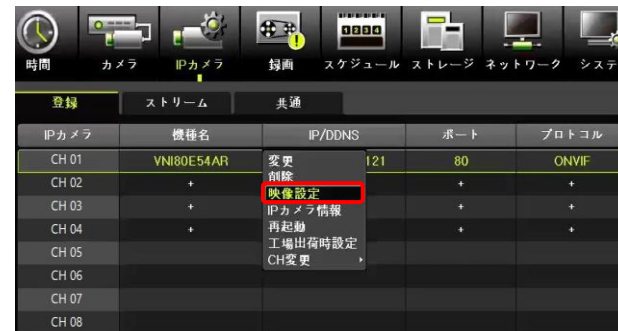 時間 カメラ IPカメラ 録画 スケジュール ストレージ ネットワーク システ
登録 ストリーム 共通
IPカメラ 機種名 IP/DDNS ポート プロトコル
CH 01 VNI80E54AR 変更 121 80 ONVIF
削除
CH 02 + + +
映像設定
CH 03 + IPカメラ情報 + +
CH 04 + 再起動 + +
工場出荷時設定
CH 05 CH変更
CH 06
CH 07
CH 08